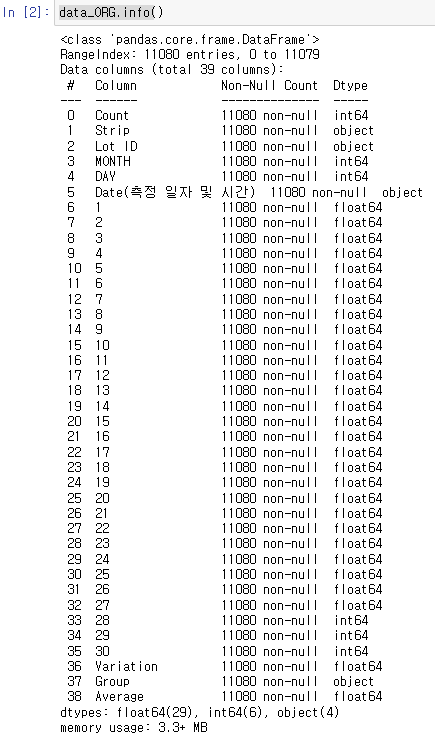 In [2]: data_ORG.info()
<class 'pandas.core.frame.DataFrame'>
RangeIndex: 11080 entries, 0 to 11079
Data columns (total 39 columns):
 #   Column           Non-Null Count  Dtype
---  ------           --------------  -----
 0   Count            11080 non-null  int64
 1   Strip            11080 non-null  object
 2   Lot ID           11080 non-null  object
 3   MONTH            11080 non-null  int64
 4   DAY              11080 non-null  int64
 5   Date(측정 일자 및 시간)  11080 non-null  object
 6   1                11080 non-null  float64
 7   2                11080 non-null  float64
 8   3                11080 non-null  float64
 9   4                11080 non-null  float64
 10  5                11080 non-null  float64
 11  6                11080 non-null  float64
 12  7                11080 non-null  float64
 13  8                11080 non-null  float64
 14  9                11080 non-null  float64
 15  10               11080 non-null  float64
 16  11               11080 non-null  float64
 17  12               11080 non-null  float64
 18  13               11080 non-null  float64
 19  14               11080 non-null  float64
 20  15               11080 non-null  float64
 21  16               11080 non-null  float64
 22  17               11080 non-null  float64
 23  18               11080 non-null  float64
 24  19               11080 non-null  float64
 25  20               11080 non-null  float64
 26  21               11080 non-null  float64
 27  22               11080 non-null  float64
 28  23               11080 non-null  float64
 29  24               11080 non-null  float64
 30  25               11080 non-null  float64
 31  26               11080 non-null  float64
 32  27               11080 non-null  float64
 33  28               11080 non-null  int64
 34  29               11080 non-null  int64
 35  30               11080 non-null  int64
 36  Variation        11080 non-null  float64
 37  Group            11080 non-null  object
 38  Average          11080 non-null  float64
dtypes: float64(29), int64(6), object(4)
memory usage: 3.3+ MB